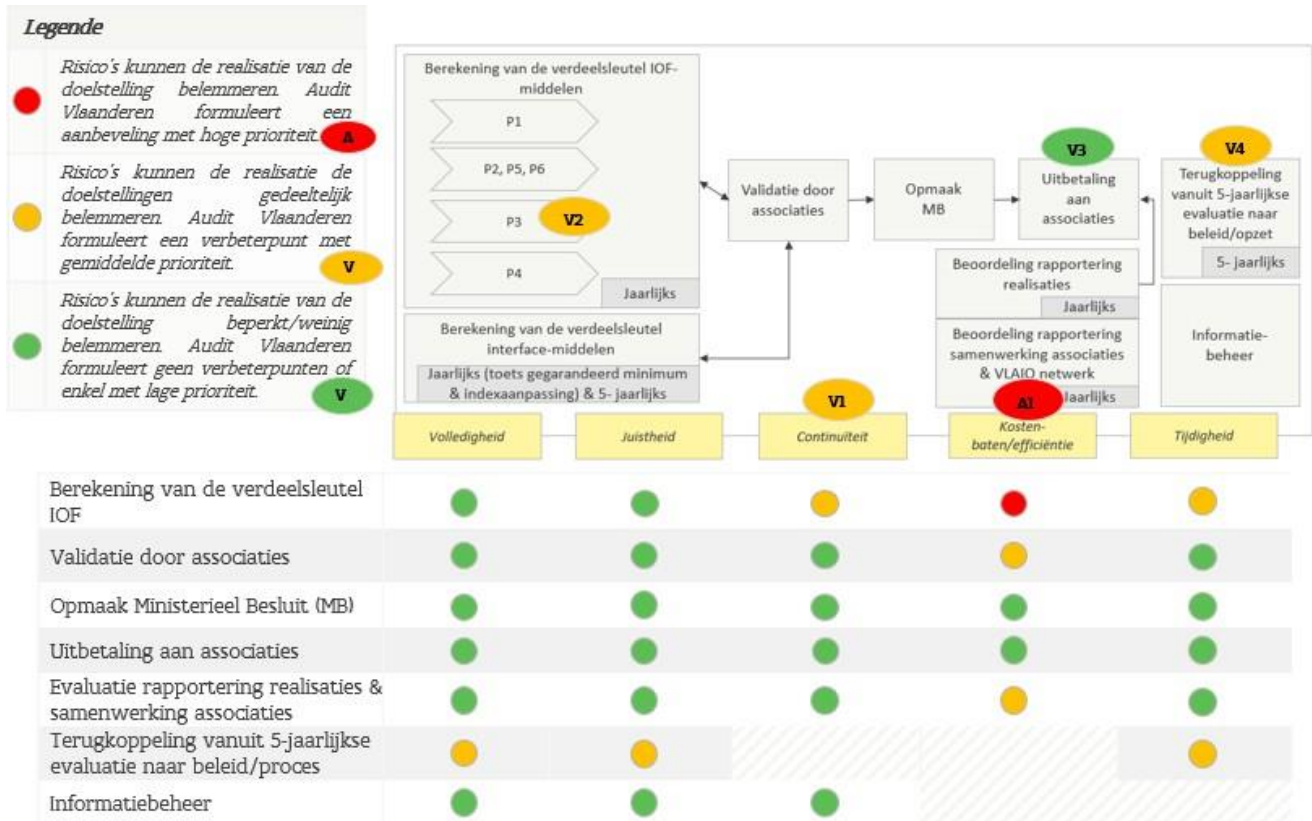 Legende
Risico's kunnen de realisatie van de
doelstelling belemmeren. Audit
Vlaanderen formuleert een
aanbeveling met hoge prioriteit.
A
Risico's kunnen de realisatie de
doelstellingen gedeeltelijk
belemmeren. Audit Vlaanderen
formuleert een verbeterpunt met
gemiddelde prioriteit.
V
Risico's kunnen de realisatie van de
doelstelling beperkt/weinig
belemmeren. Audit Vlaanderen
formuleert geen verbeterpunten of
enkel met lage prioriteit.
V
Berekening van de verdeelsleutel IOF-
middelen
P1
P2, P5, P6
P3
V2
P4
Jaarlijks
Berekening van de verdeelsleutel
interface-middelen
Jaarlijks (toets gegarandeerd minimum
& indexaanpassing) & 5- jaarlijks
Validatie door
associaties
Opmaak
MB
V3
Uitbetaling
aan
associaties
V4
Terugkoppeling
vanuit 5-jaarlijkse
evaluatie naar
beleid/opzet
5- jaarlijks
Beoordeling rapportering
realisaties
Jaarlijks
Beoordeling rapportering
samenwerking associaties
& VLAIO netwerk
Jaarlijks
Informatie-
beheer
V1
A1
Volledigheid
Juistheid
Continuïteit
Kosten-
baten/efficiëntie
Tijdigheid
Berekening van de verdeelsleutel
IOF
Validatie door associaties
Opmaak Ministerieel Besluit (MB)
Uitbetaling aan associaties
Evaluatie rapportering realisaties &
samenwerking associaties
Terugkoppeling vanuit 5-jaarlijkse
evaluatie naar beleid/proces
Informatiebeheer